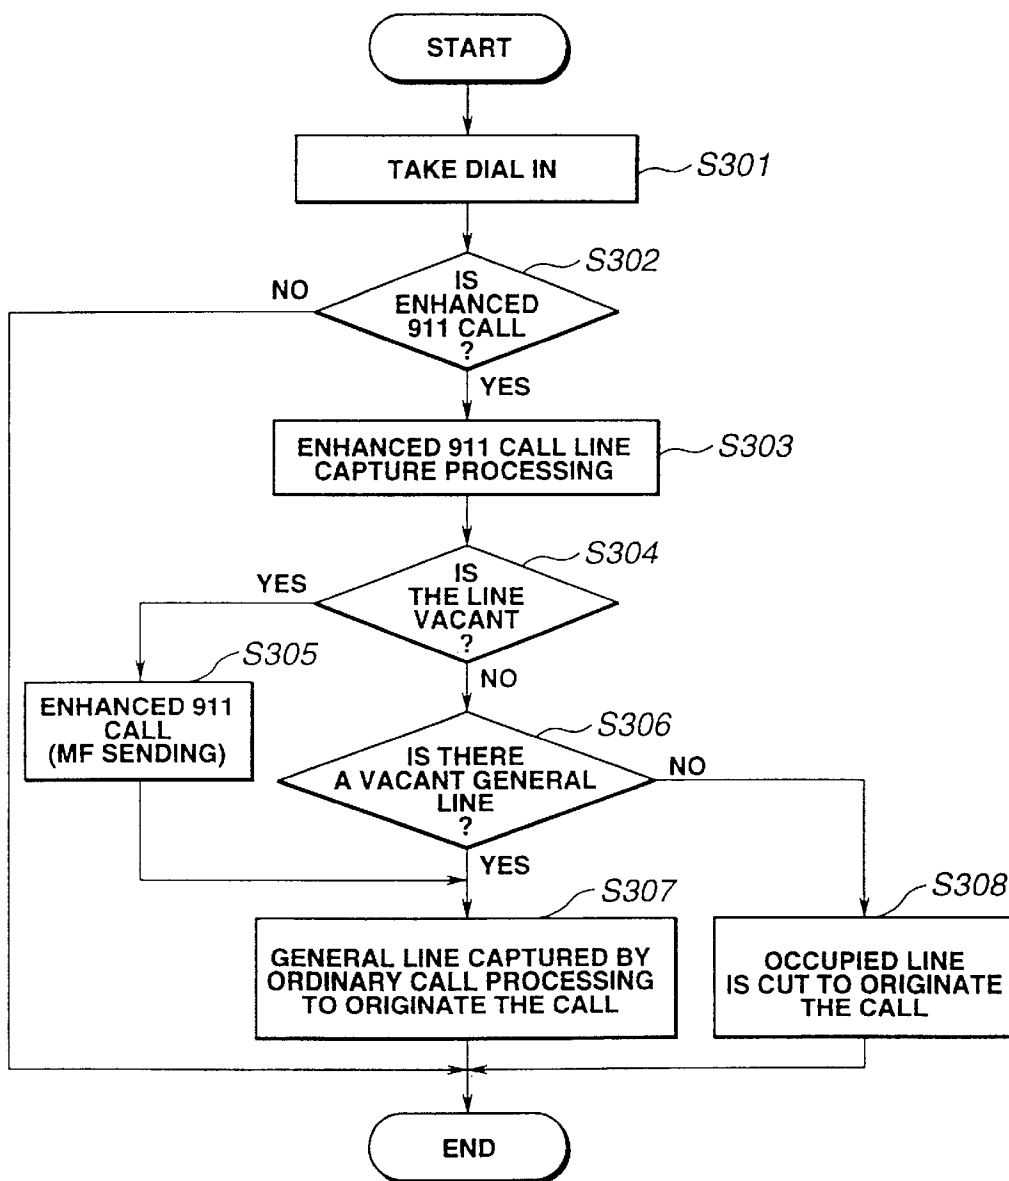 START
TAKE DIAL IN
S301
S302
NO
IS
ENHANCED
911 CALL
?
YES
ENHANCED 911 CALL LINE
CAPTURE PROCESSING
S303
S304
YES
IS
THE LINE
VACANT
?
NO
S305
ENHANCED 911
CALL
(MF SENDING)
S306
IS THERE
A VACANT GENERAL
LINE
?
NO
YES
S307
GENERAL LINE CAPTURED BY
ORDINARY CALL PROCESSING
TO ORIGINATE THE CALL
S308
OCCUPIED LINE
IS CUT TO ORIGINATE
THE CALL
END